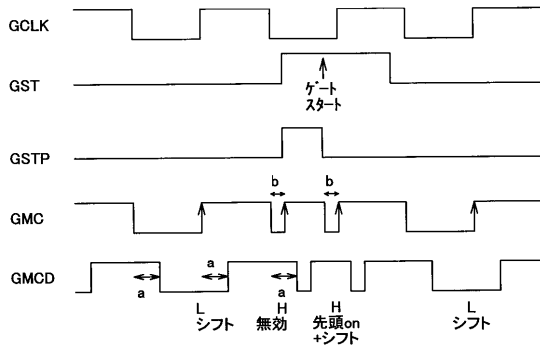 GCLK
GST
ｹﾞｰﾄ
スタート
GSTP
b b
GMC
GMCD
a a a
L H H L
シフト 無効 先頭on シフト
+シフト